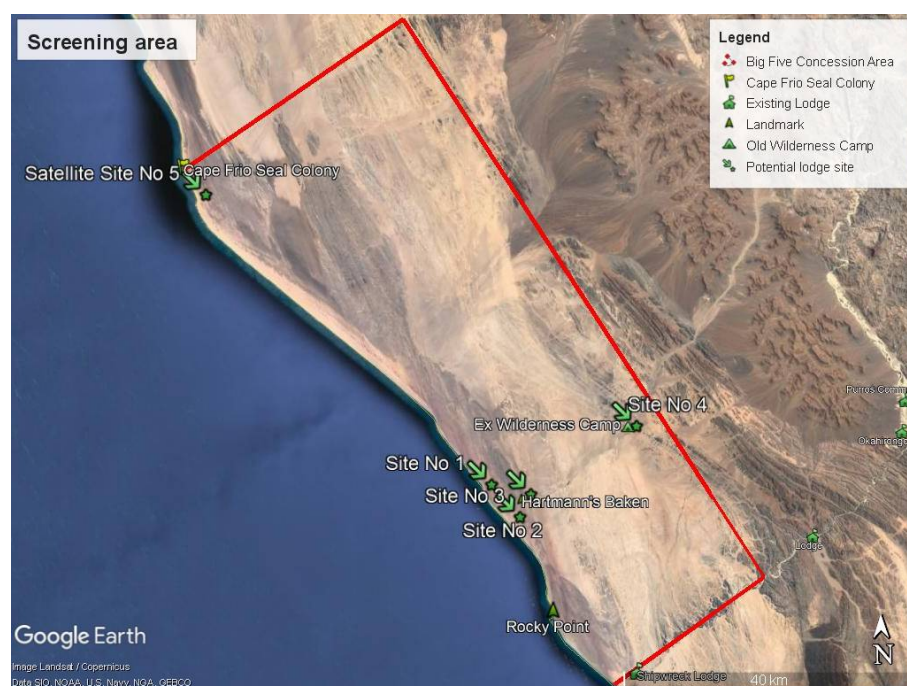 Screening area
Legend
Big Five Concession Area
Cape Frio Seal Colony
Existing Lodge
Landmark
Old Wilderness Camp
Potential lodge site
Satellite Site No 5
Cape Frio Seal Colony
Site No 4
Ex Wilderness Camp
Purros
Site No 1
Site No 3
Hartmann's Baken
Site No 2
Lodge
Rocky Point
Shipwreck Lodge
40 km
N
Google Earth
Image Landsat / Copernicus
Data SIO, NOAA, U.S. Navy, NGA, GEBCO